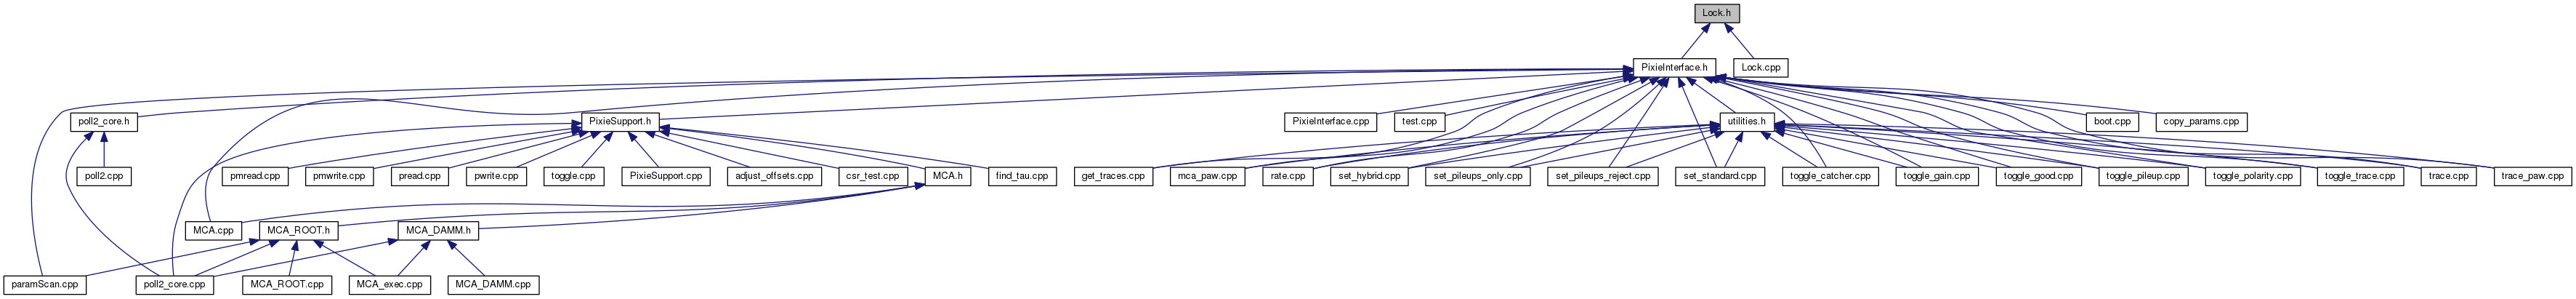 Lock.h
PixieInterface.h
Lock.cpp
poll2_core.h
PixieSupport.h
PixieInterface.cpp
test.cpp
utilities.h
boot.cpp
copy_params.cpp
poll2.cpp
pmread.cpp
pmwrite.cpp
pread.cpp
pwrite.cpp
toggle.cpp
PixieSupport.cpp
adjust_offsets.cpp
csr_test.cpp
MCA.h
find_tau.cpp
get_traces.cpp
mca_paw.cpp
rate.cpp
set_hybrid.cpp
set_pileups_only.cpp
set_pileups_reject.cpp
set_standard.cpp
toggle_catcher.cpp
toggle_gain.cpp
toggle_good.cpp
toggle_pileup.cpp
toggle_polarity.cpp
toggle_trace.cpp
trace.cpp
trace_paw.cpp
MCA.cpp
MCA_ROOT.h
MCA_DAMM.h
paramScan.cpp
poll2_core.cpp
MCA_ROOT.cpp
MCA_exec.cpp
MCA_DAMM.cpp